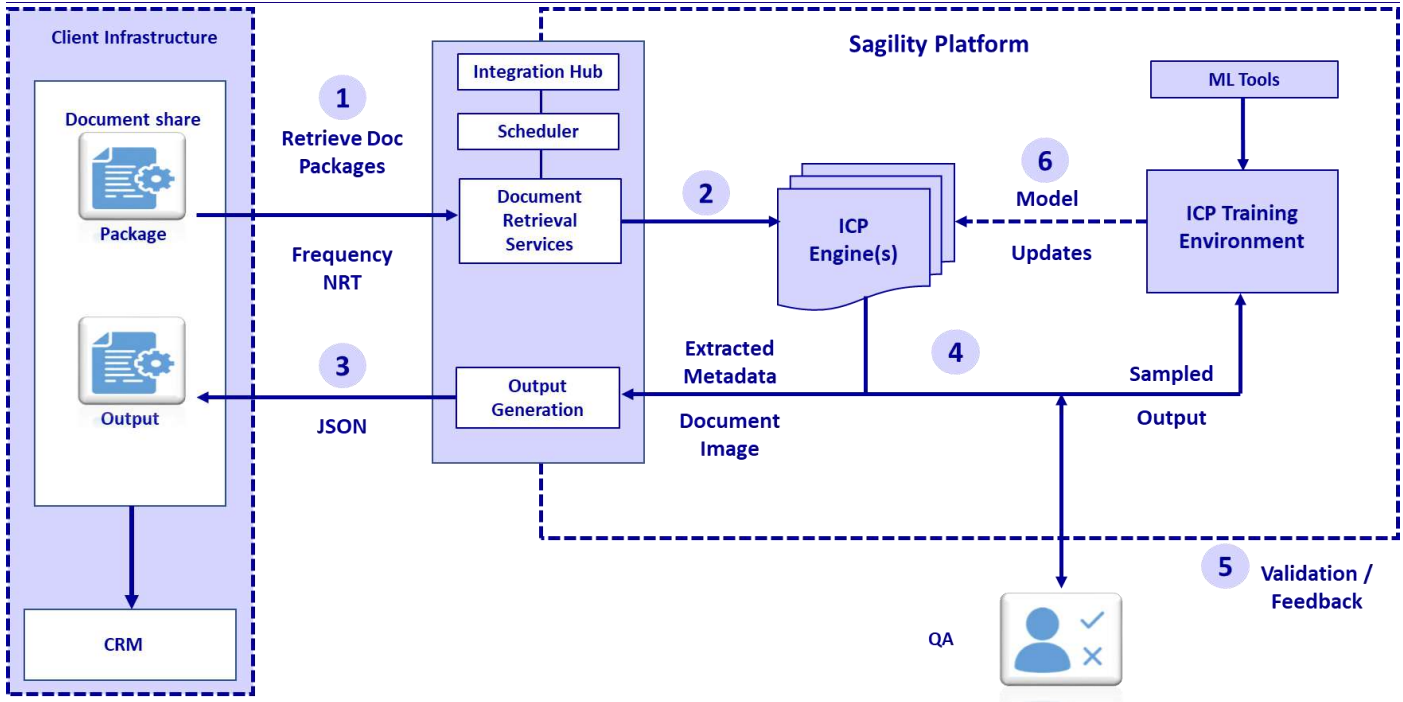 Client Infrastructure
Document share
Package
Output
CRM
1
Retrieve Doc
Packages
Frequency
NRT
3
JSON
Integration Hub
Scheduler
Document
Retrieval
Services
Output
Generation
Sagility Platform
2
ICP
Engine(s)
6
Model
Updates
ML Tools
ICP Training
Environment
Extracted
Metadata
Document
Image
4
Sampled
Output
5
Validation /
Feedback
QA